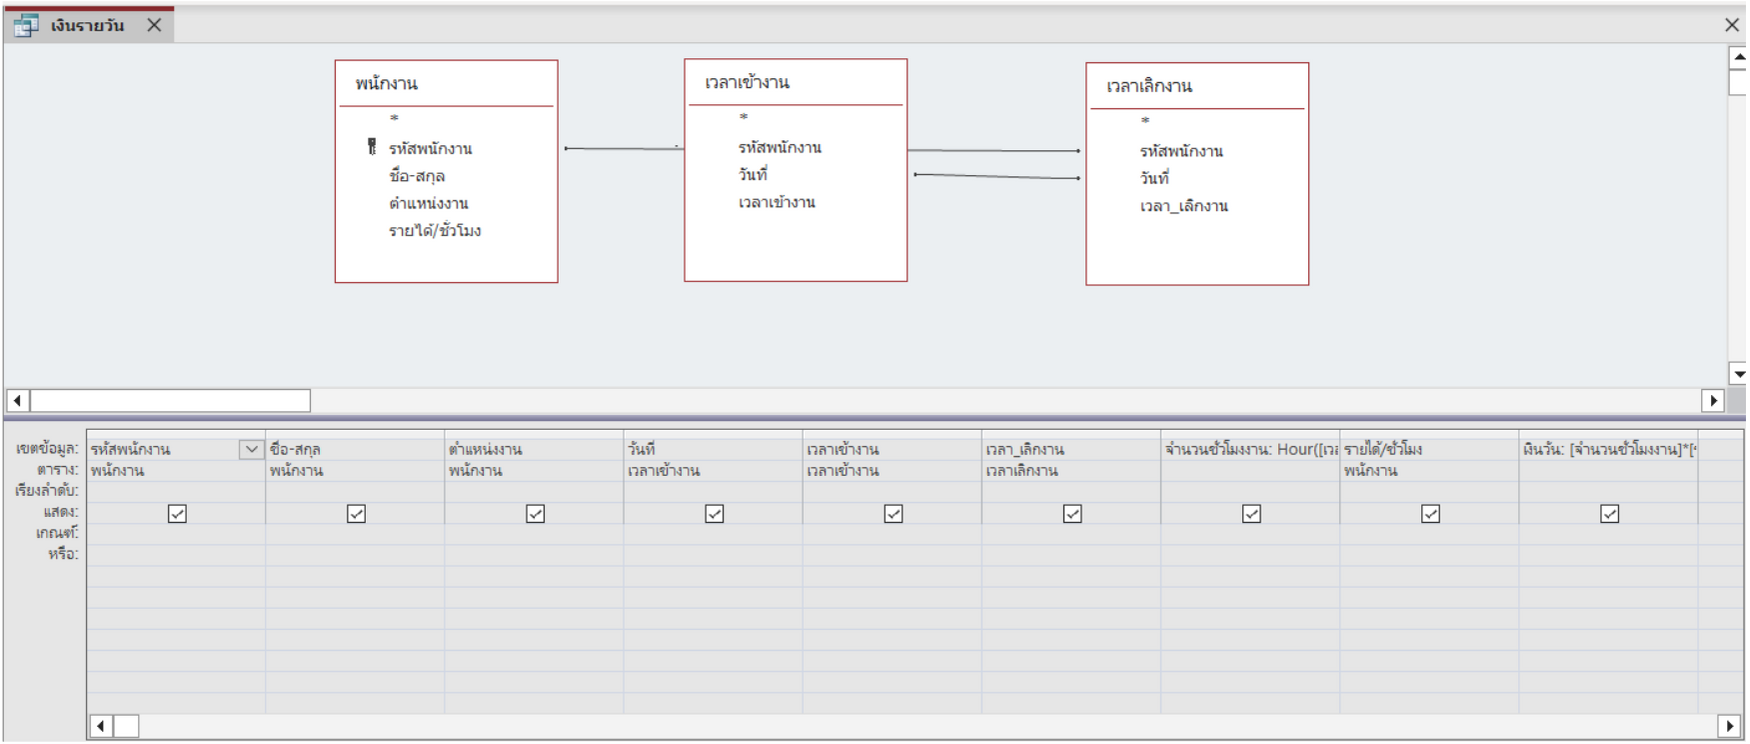 เงินรายวัน
พนักงาน
*
รหัสพนักงาน
ชื่อ-สกุล
ตำแหน่งงาน
รายได้/ชั่วโมง
เวลาเข้างาน
*
รหัสพนักงาน
วันที่
เวลาเข้างาน
เวลาเลิกงาน
*
รหัสพนักงาน
วันที่
เวลา_เลิกงาน
เขตข้อมูล: รหัสพนักงาน ชื่อ-สกุล ตำแหน่งงาน วันที่ เวลาเข้างาน เวลา_เลิกงาน จำนวนชั่วโมงงาน: Hour([เวล รายได้/ชั่วโมง เงินวัน: [จำนวนชั่วโมงงาน]*[
ตาราง: พนักงาน พนักงาน พนักงาน เวลาเข้างาน เวลาเข้างาน เวลาเลิกงาน พนักงาน
เรียงลำดับ:
แสดง:
เกณฑ์:
หรือ: